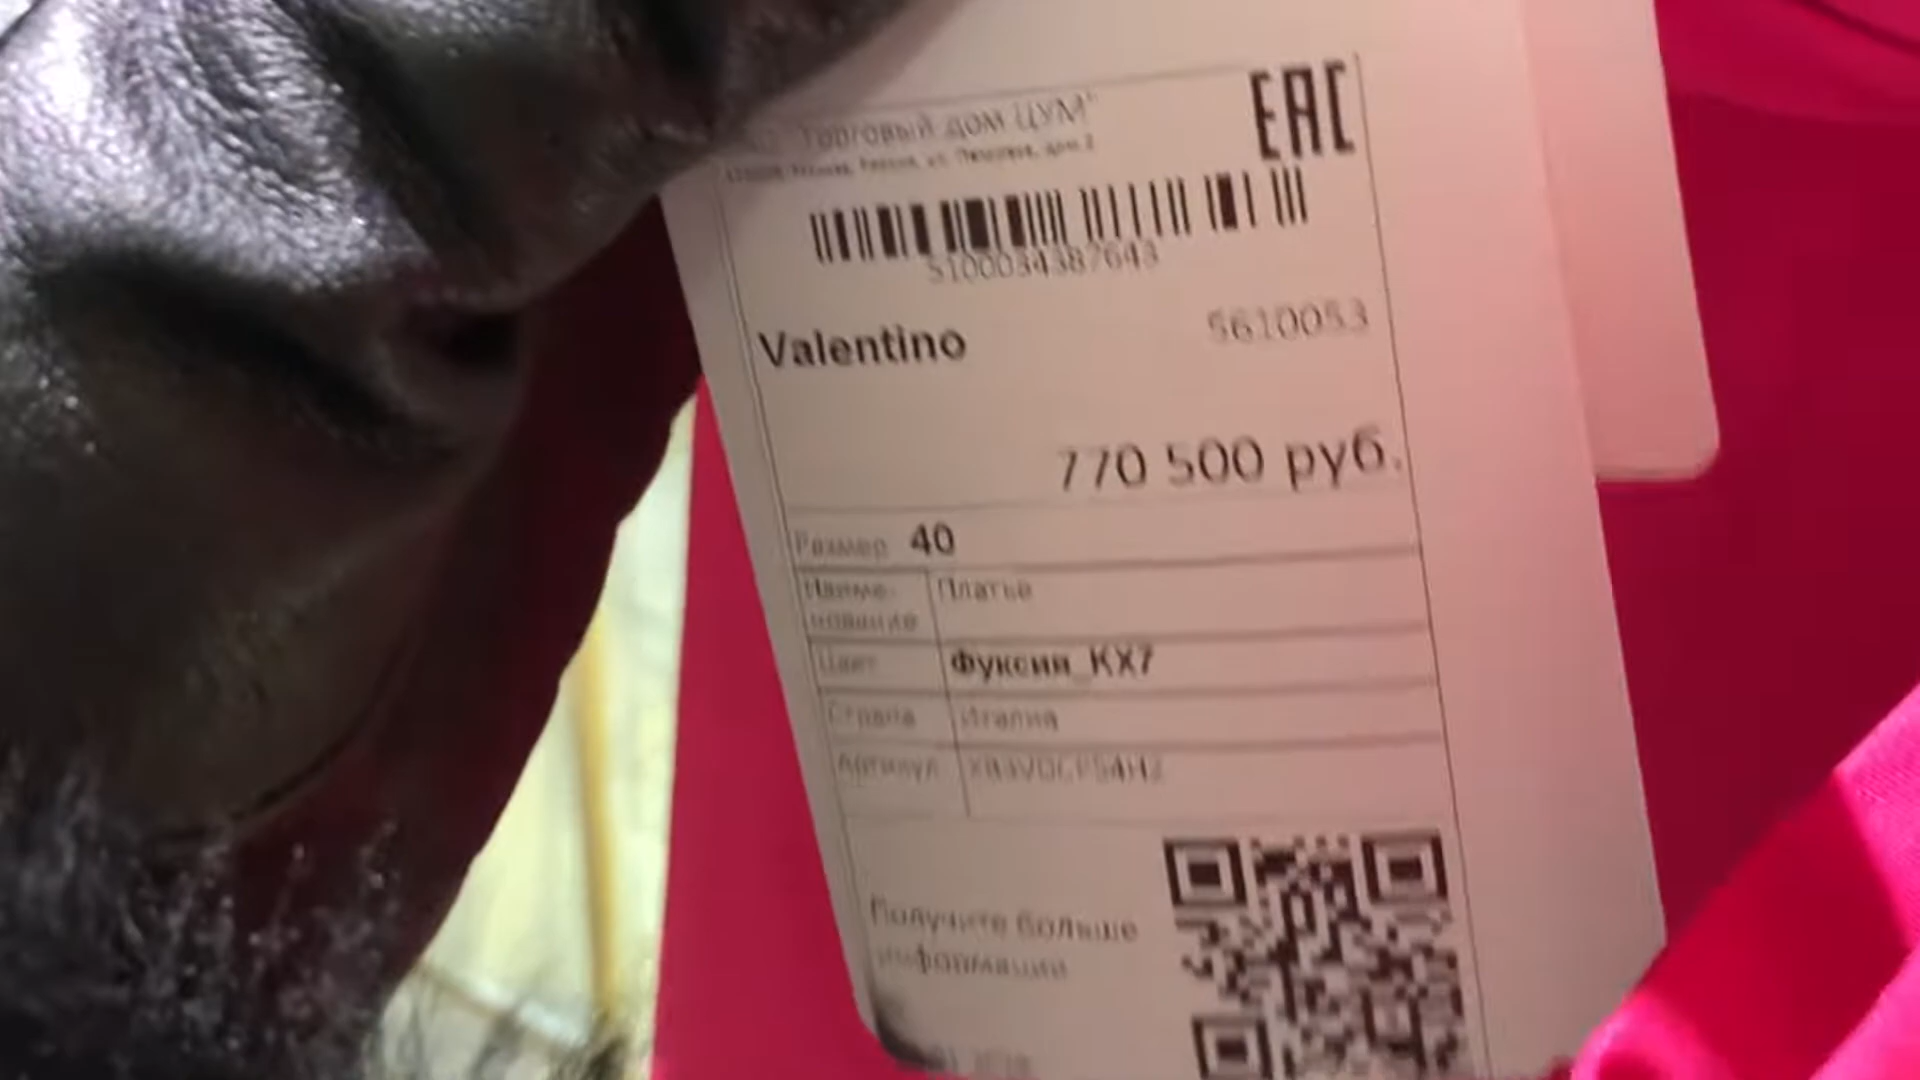 Торговый дом ЦУМ"
EAC
5100034387643
Valentino 5610053
770 500 руб.
Размер 40
Наиме-
нование
Платье
Цвет Фуксия_KX7
Страна Италия
Артикул
Получите больше
информации